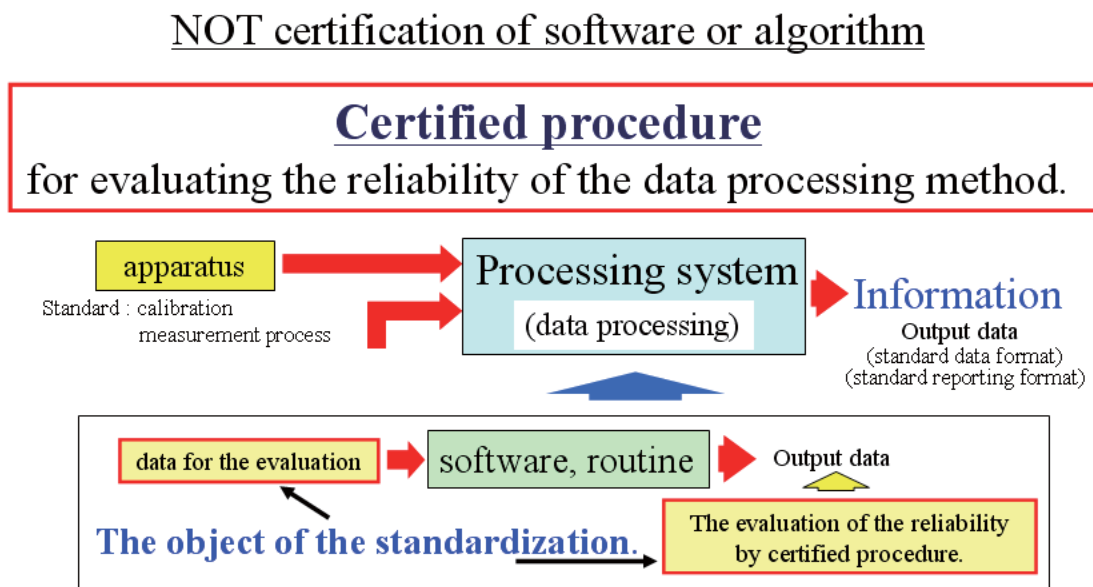 NOT certification of software or algorithm
Certified procedure
for evaluating the reliability of the data processing method.
apparatus
Standard : calibration
measurement process
Processing system
(data processing)
Information
Output data
(standard data format)
(standard reporting format)
data for the evaluation
software, routine
Output data
The object of the standardization.
The evaluation of the reliability
by certified procedure.